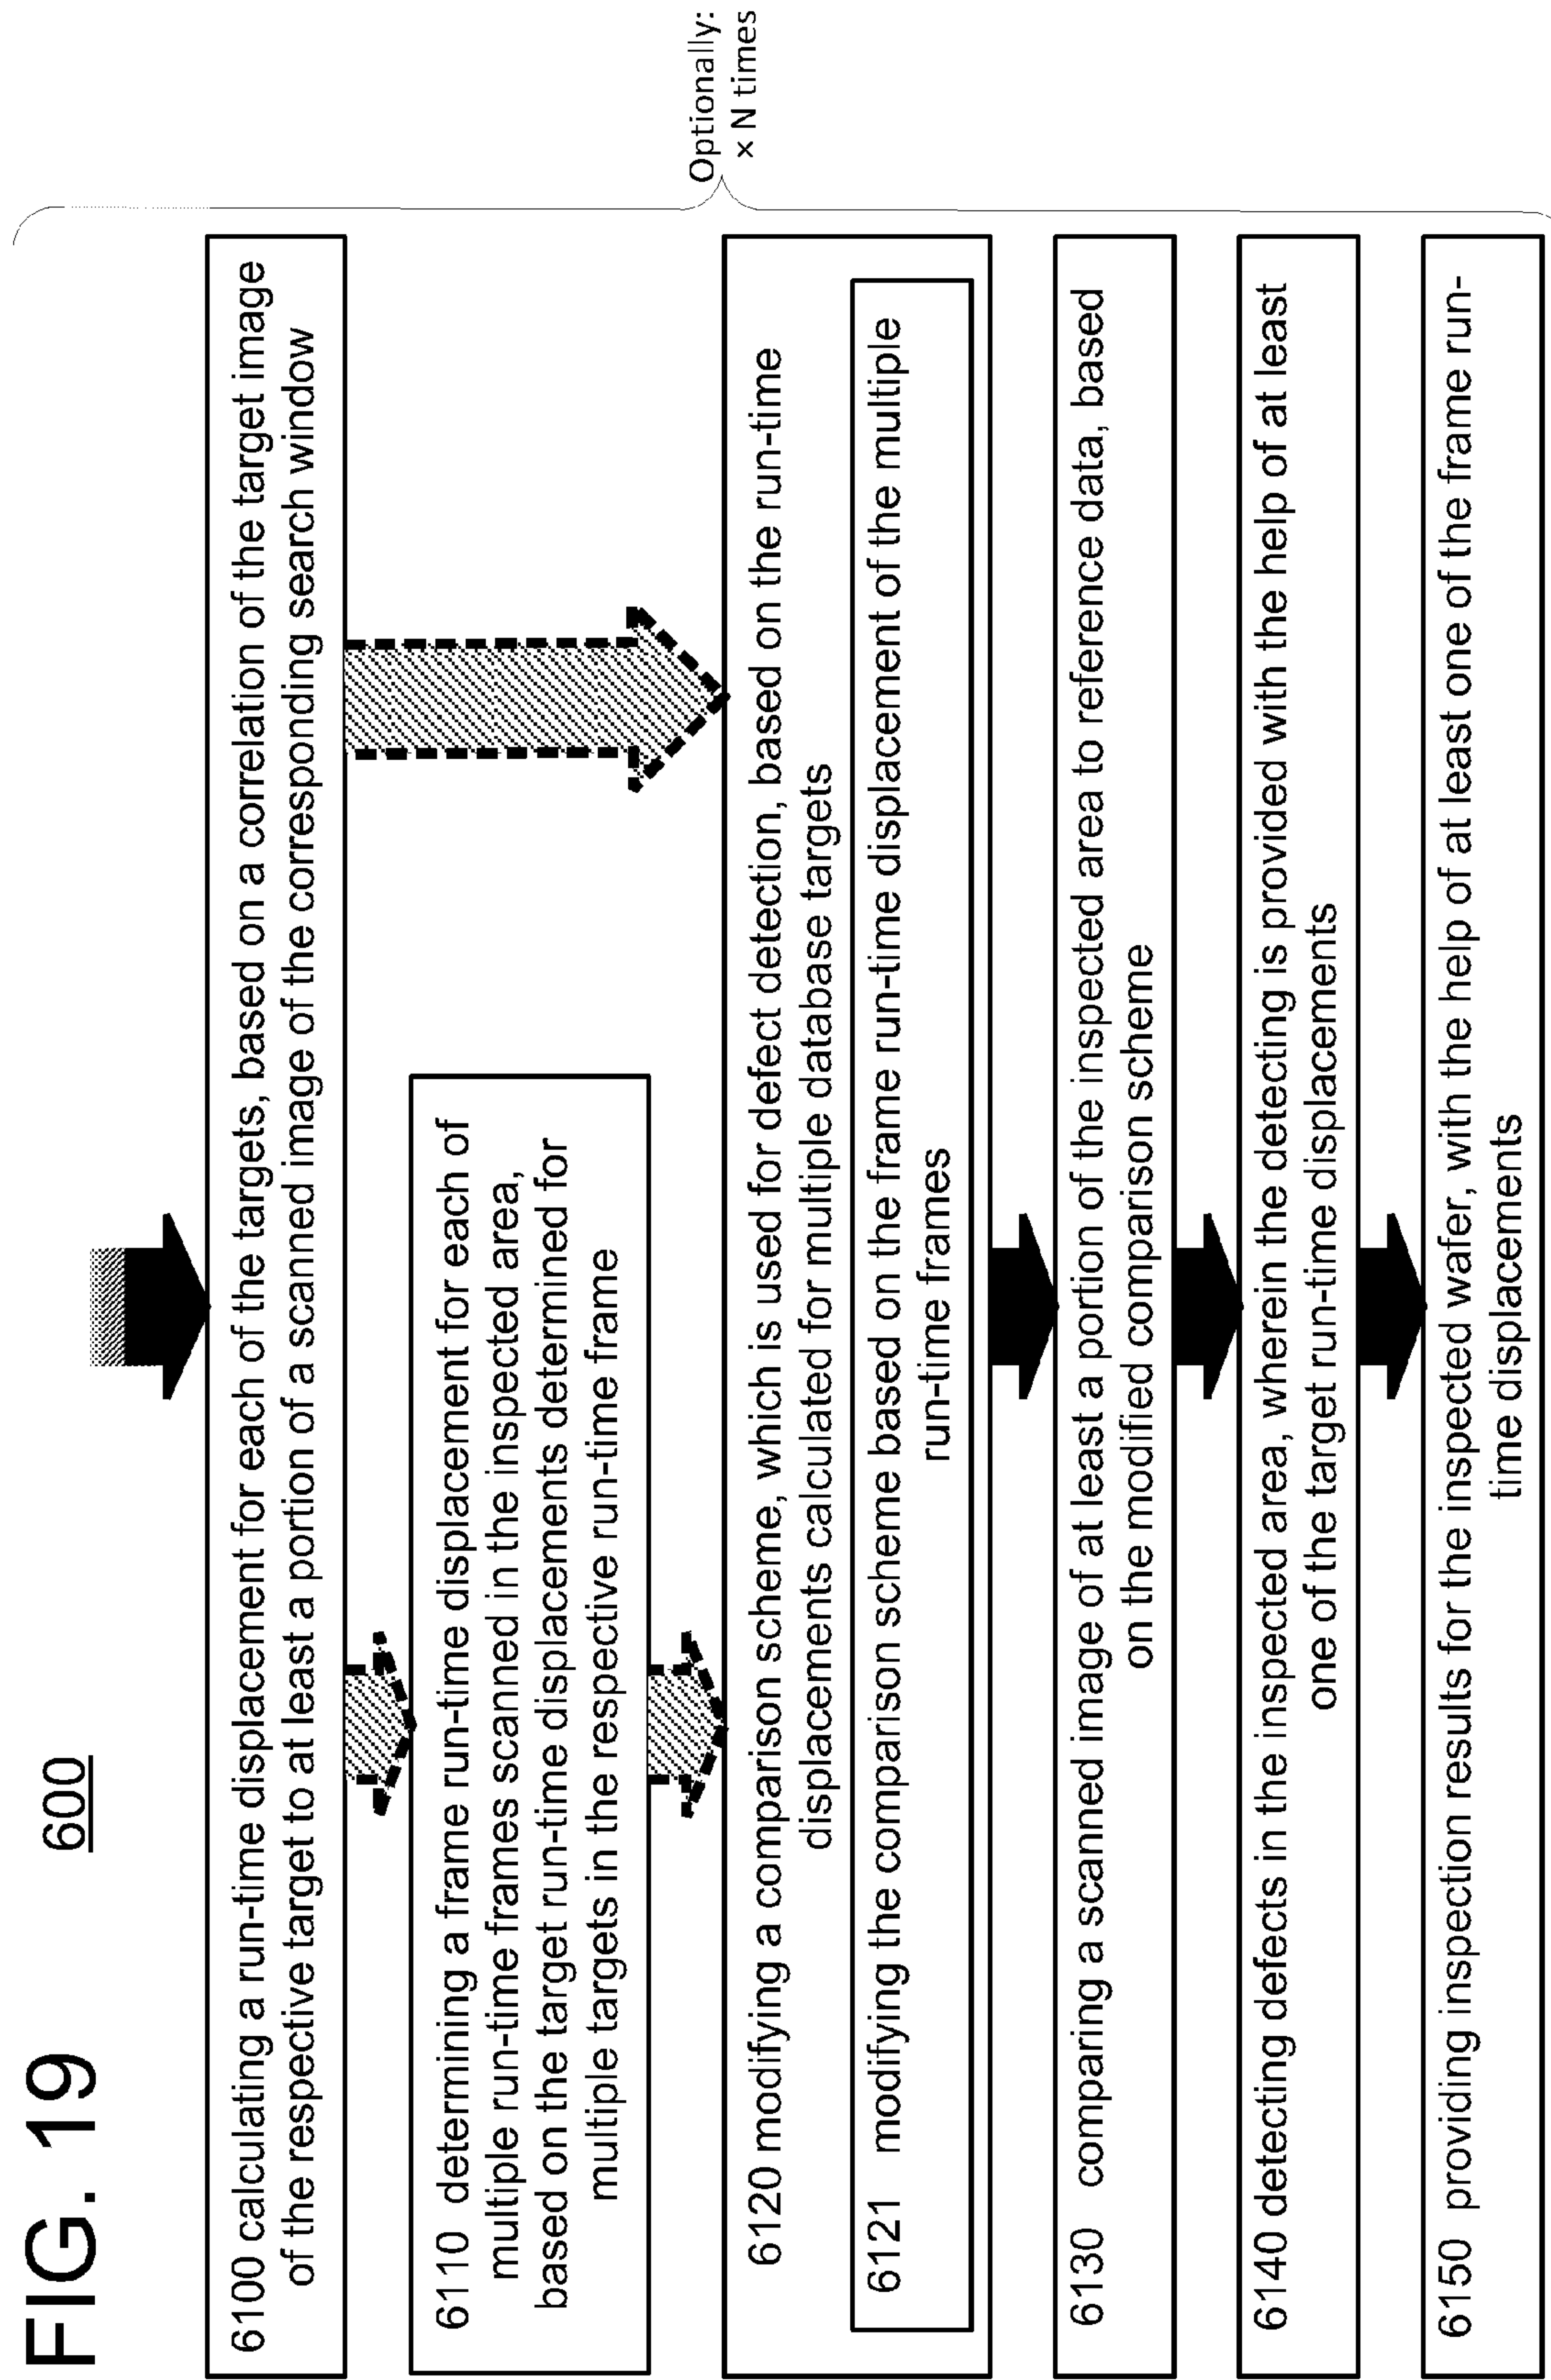 FIG. 19
600
6100 calculating a run-time displacement for each of the targets, based on a correlation of the target image
of the respective target to at least a portion of a scanned image of the corresponding search window
6110 determining a frame run-time displacement for each of
multiple run-time frames scanned in the inspected area,
based on the target run-time displacements determined for
multiple targets in the respective run-time frame
6120 modifying a comparison scheme, which is used for defect detection, based on the run-time
displacements calculated for multiple database targets
6121 modifying the comparison scheme based on the frame run-time displacement of the multiple
run-time frames
6130 comparing a scanned image of at least a portion of the inspected area to reference data, based
on the modified comparison scheme
6140 detecting defects in the inspected area, wherein the detecting is provided with the help of at least
one of the target run-time displacements
6150 providing inspection results for the inspected wafer, with the help of at least one of the frame run-
time displacements
Optionally:
× N times